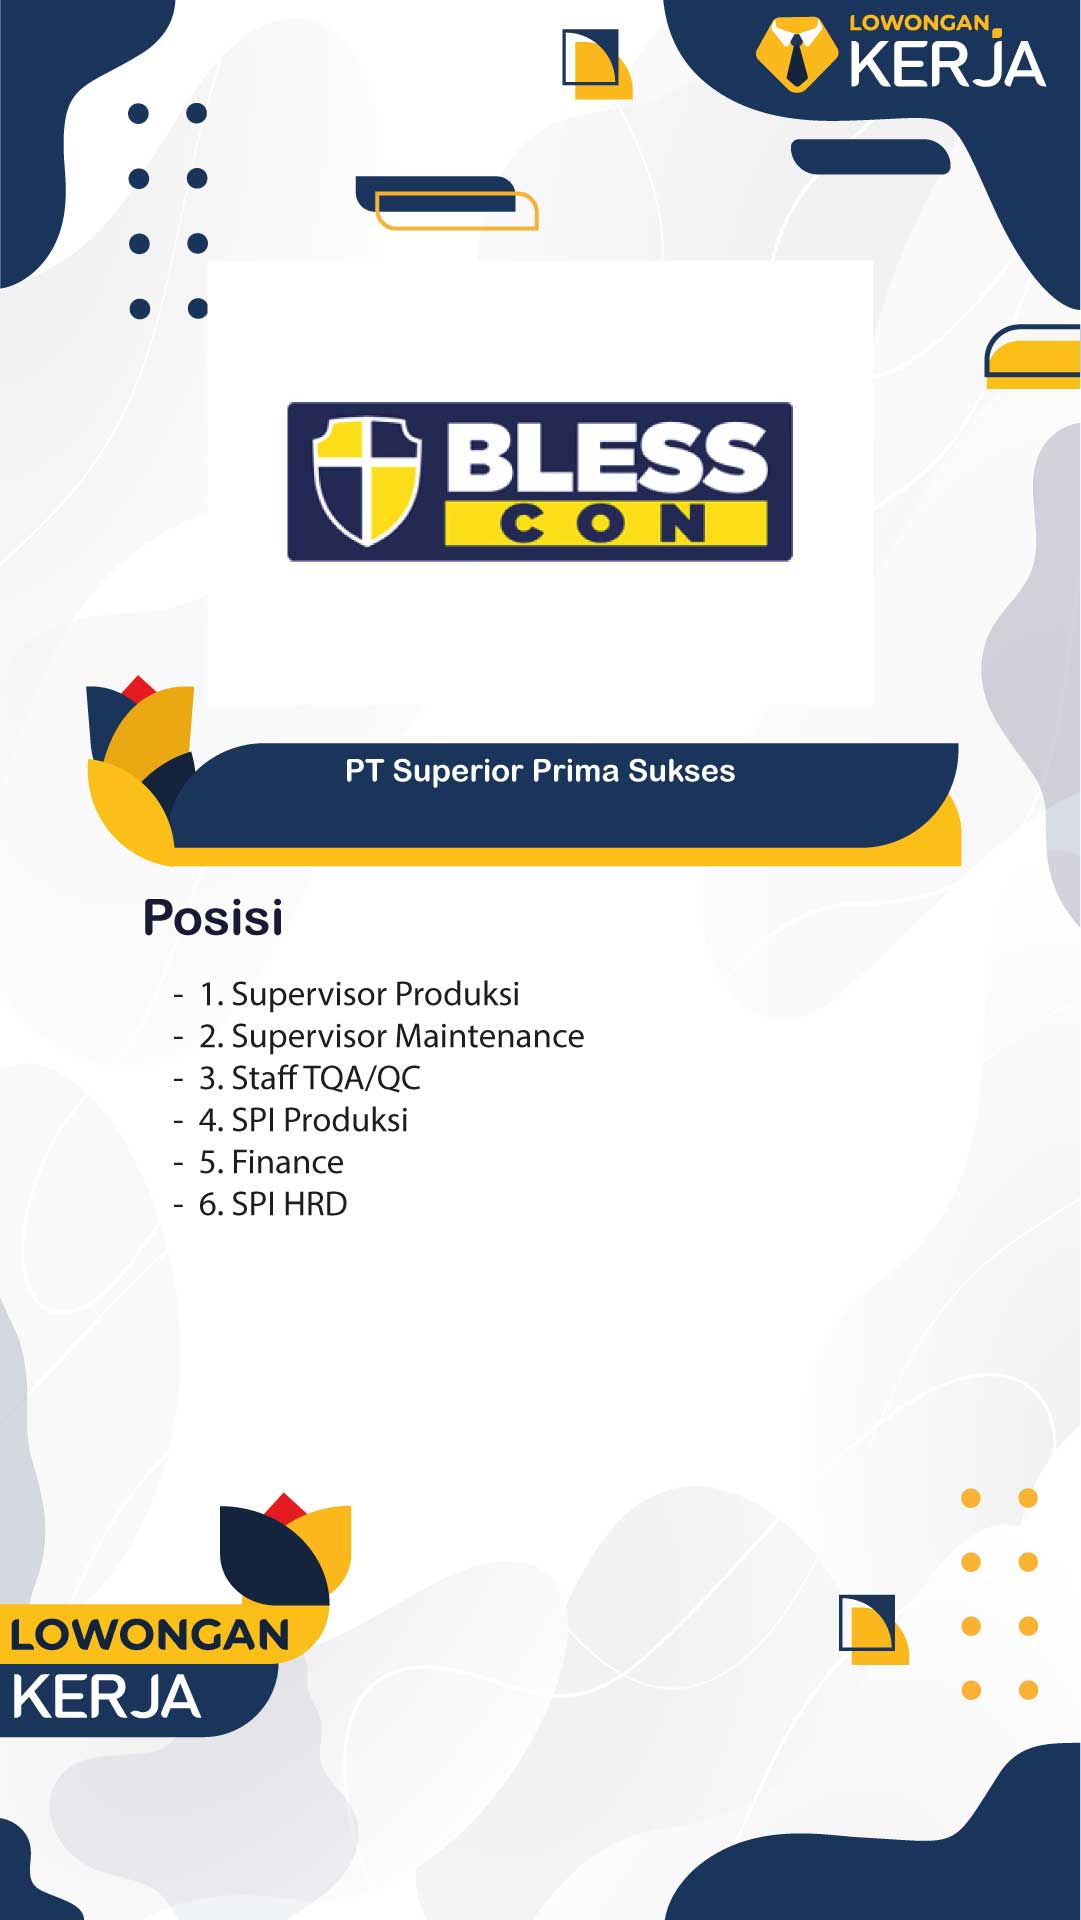 LOWONGAN
KERJA
BLESS
CON
PT Superior Prima Sukses
Posisi
- 1. Supervisor Produksi
- 2. Supervisor Maintenance
- 3. Staff TQA/QC
- 4. SPI Produksi
- 5. Finance
- 6. SPI HRD
LOWONGAN
KERJA